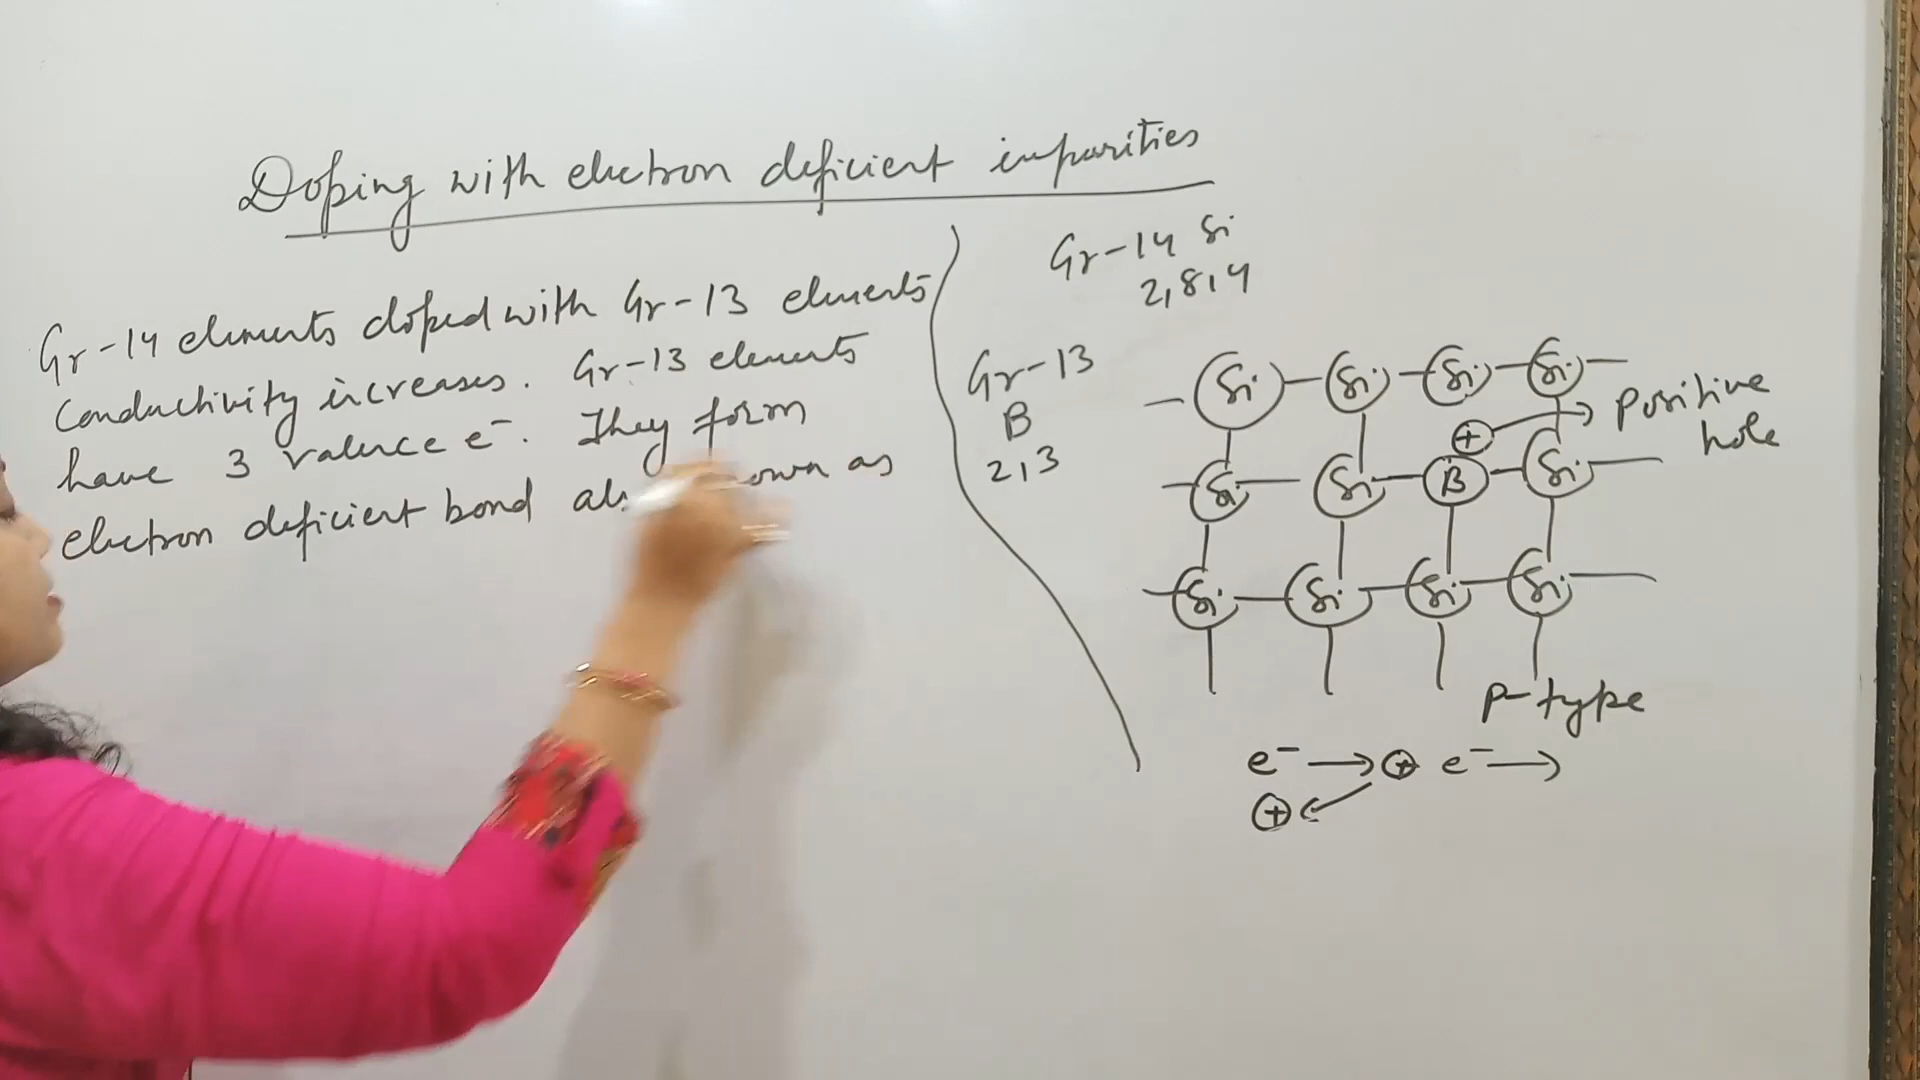 Doping with electron deficient impurities
Gr-14 elements doped with Gr-13 elements
conductivity increases. Gr-13 elements
have 3 valence e⁻. They form
electron deficient bond as
Gr-14 Si
2,8,4
Gr-13
B
2,3
Si Si Si Si
⊕ → positive
hole
Si Si B Si
Si Si Si Si
p-type
e⁻ → ⊕ e⁻ →
⊕ ←